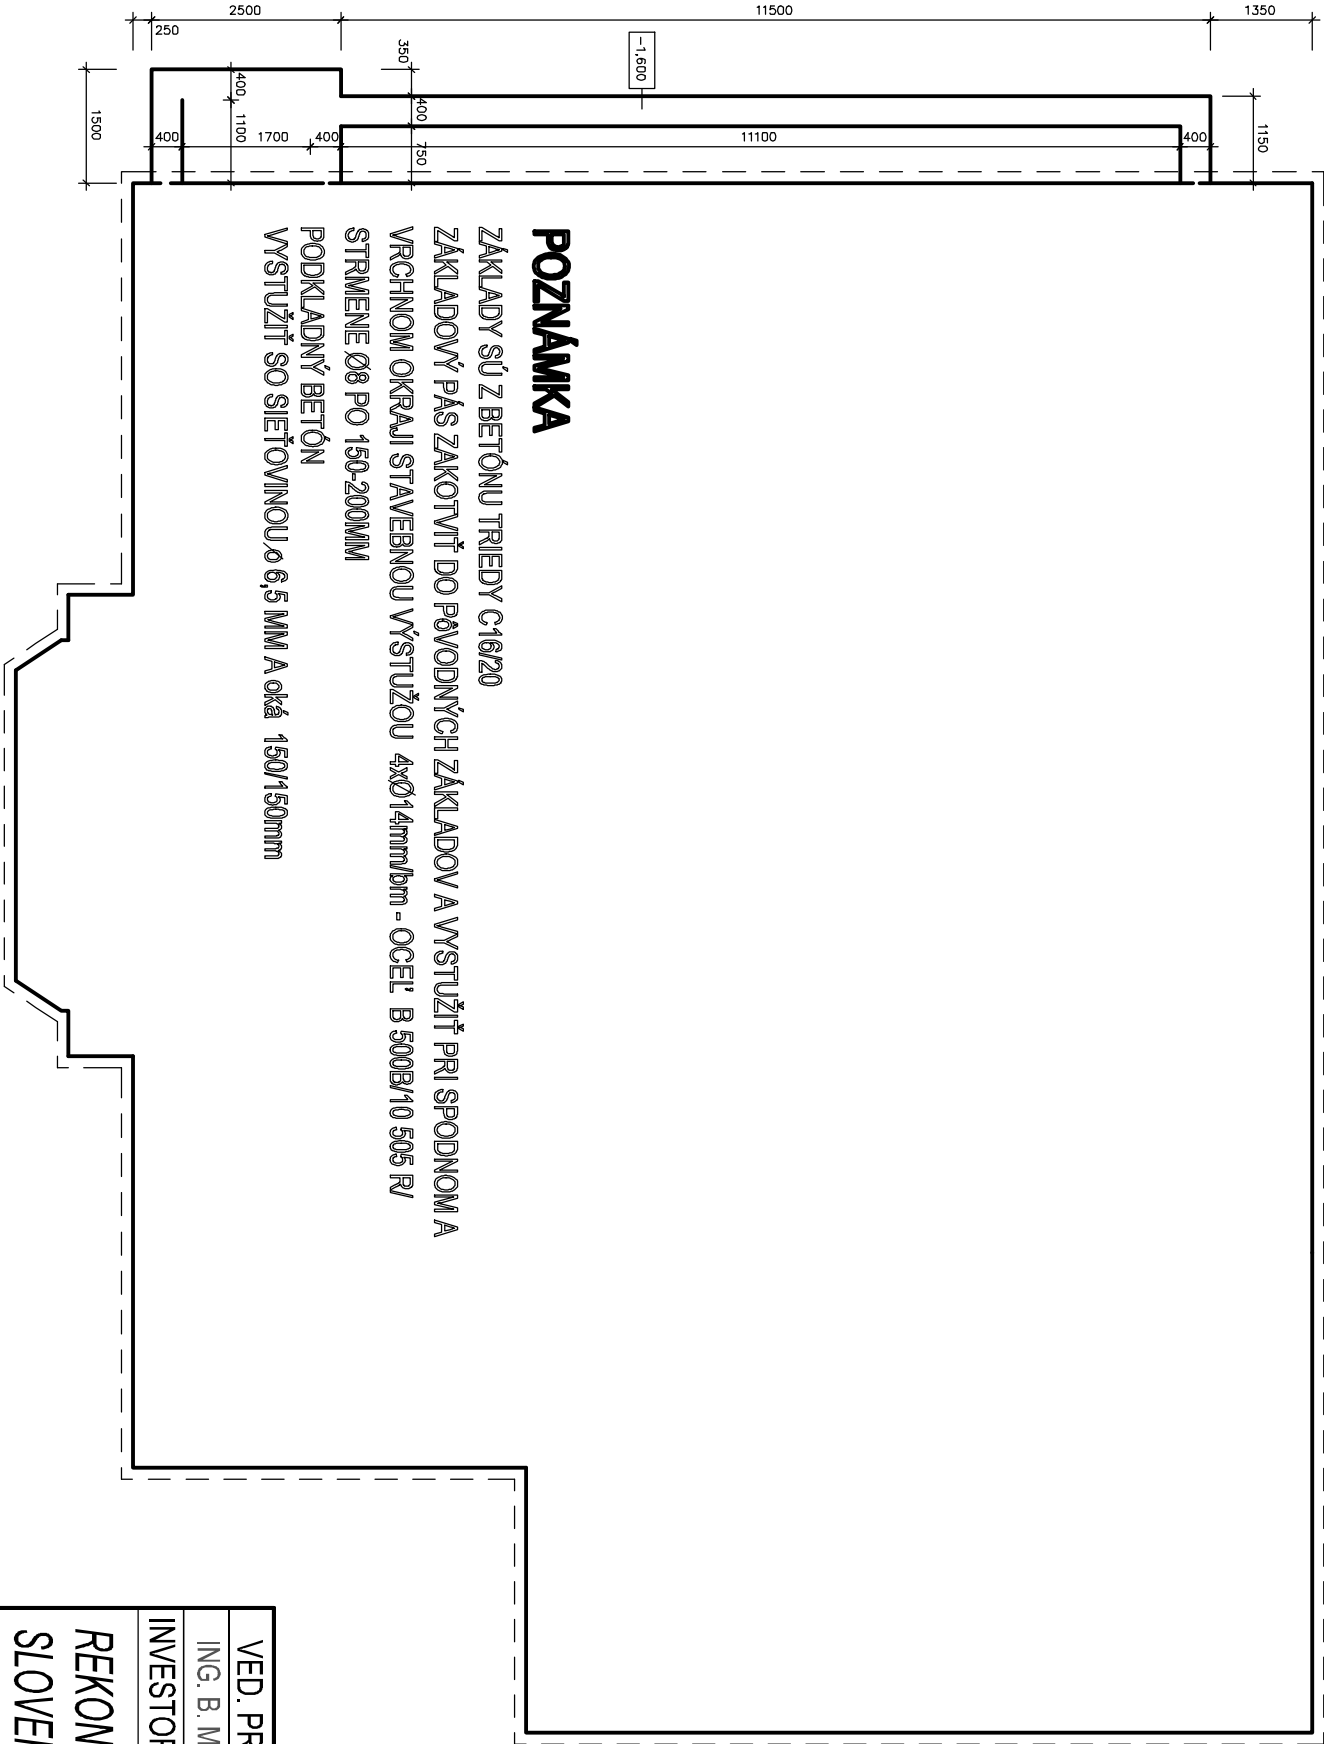 2500
11500
1350
250
350
-1,600
400
400
1150
1500
400
1100
1700
400
750
11100
400
POZNÁMKA
ZÁKLADY SÚ Z BETÓNU TRIEDY C16/20
ZÁKLADOVÝ PÁS ZAKOTVIŤ DO PôVODNÝCH ZÁKLADOV A VYSTUŽIŤ PRI SPODNOM A
VRCHNOM OKRAJI STAVEBNOU VÝSTUŽOU 4xØ14mm/bm - OCEĽ B 500B/10 505 R/
STRMENE Ø8 PO 150-200MM
PODKLADNÝ BETÓN
VYSTUŽIŤ SO SIEŤOVINOU ø 6,5 MM A oká 150/150mm
VED. PR
ING. B. M
INVESTOR
REKON
SLOVEN